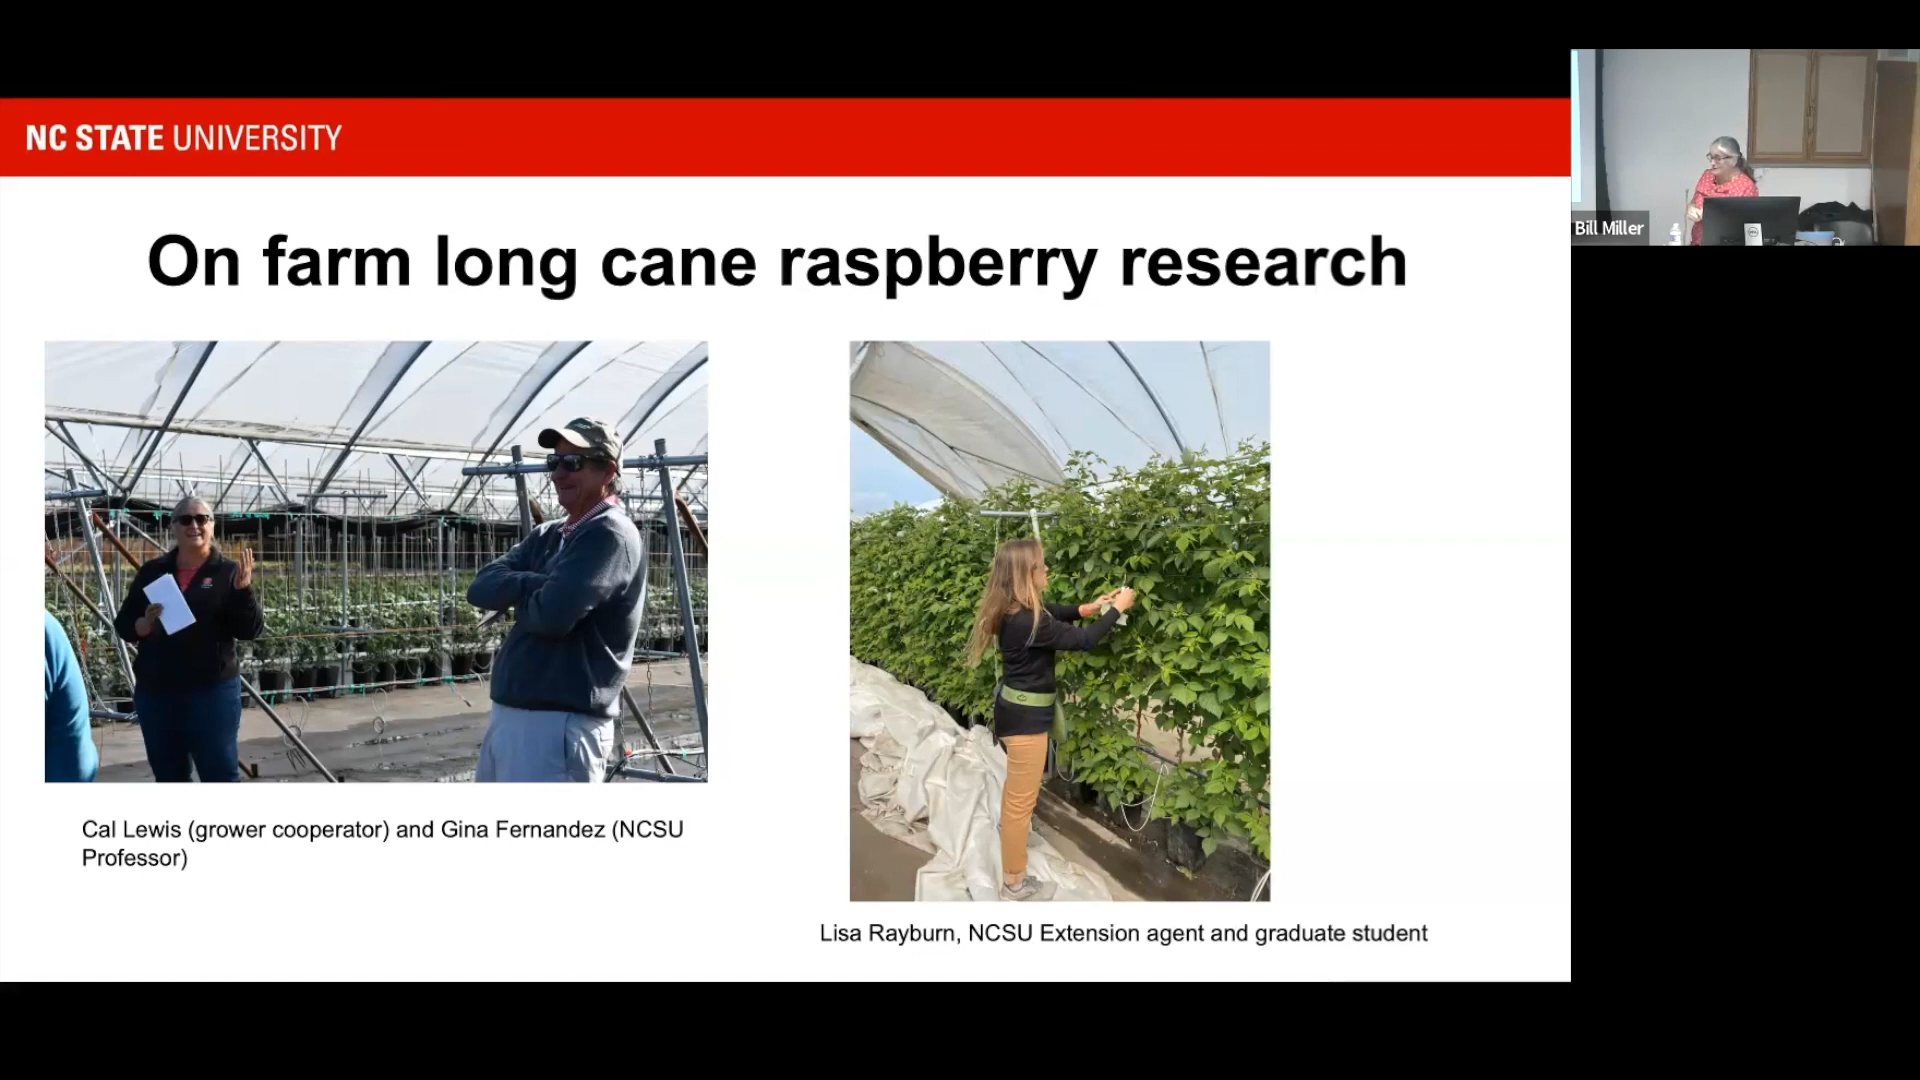 NC STATE UNIVERSITY
Bill Miller
On farm long cane raspberry research
Cal Lewis (grower cooperator) and Gina Fernandez (NCSU
Professor)
Lisa Rayburn, NCSU Extension agent and graduate student